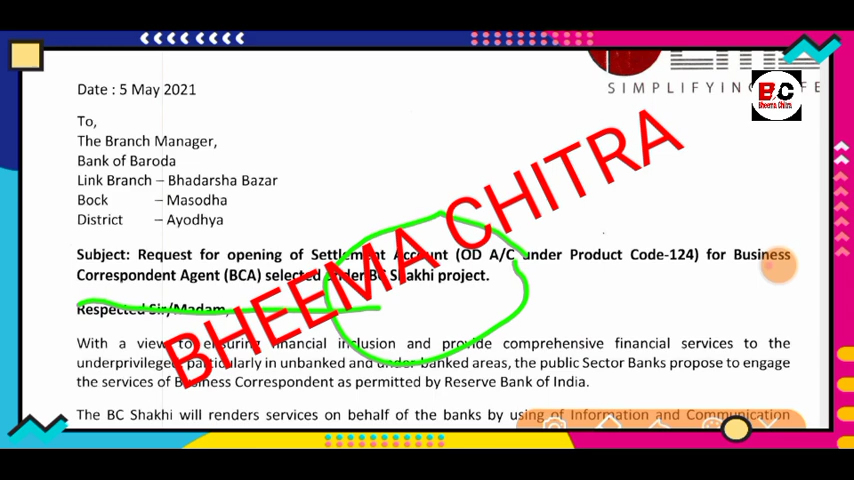 SIMPLIFYING
BC
Bheema Chitra
Date : 5 May 2021
To,
The Branch Manager,
Bank of Baroda
Link Branch – Bhadarsha Bazar
Bock – Masodha
District – Ayodhya
BHEEMA CHITRA
Subject: Request for opening of Settlement Account (OD A/C under Product Code-124) for Business
Correspondent Agent (BCA) selected under BC Shakhi project.
Respected Sir/Madam,
With a view to ensuring financial inclusion and provide comprehensive financial services to the
underprivileged particularly in unbanked and under-banked areas, the public Sector Banks propose to engage
the services of Business Correspondent as permitted by Reserve Bank of India.
The BC Shakhi will renders services on behalf of the banks by using of Information and Communication